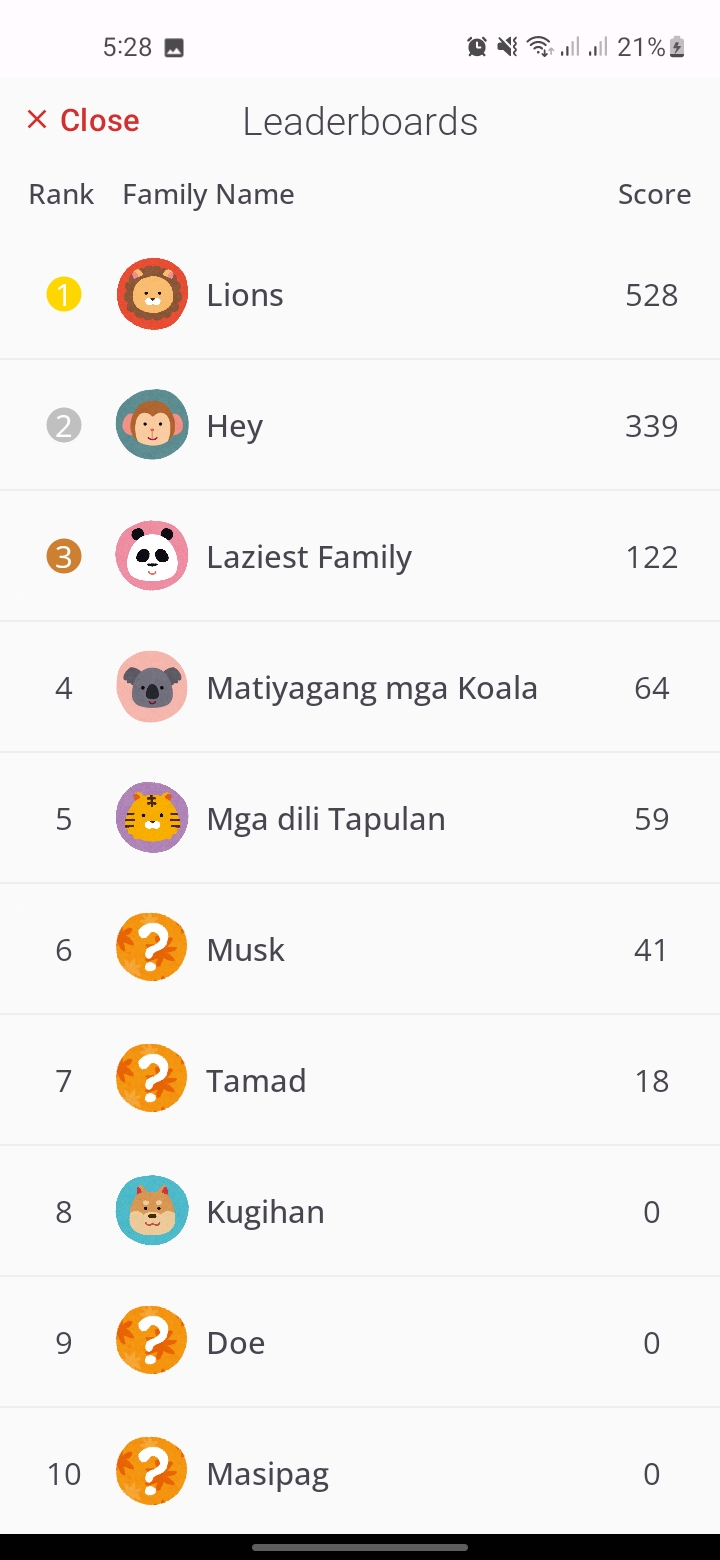 5:28 21%
Close Leaderboards
Rank Family Name Score
1 Lions 528
2 Hey 339
3 Laziest Family 122
4 Matiyagang mga Koala 64
5 Mga dili Tapulan 59
6 ? Musk 41
7 ? Tamad 18
8 Kugihan 0
9 ? Doe 0
10 ? Masipag 0